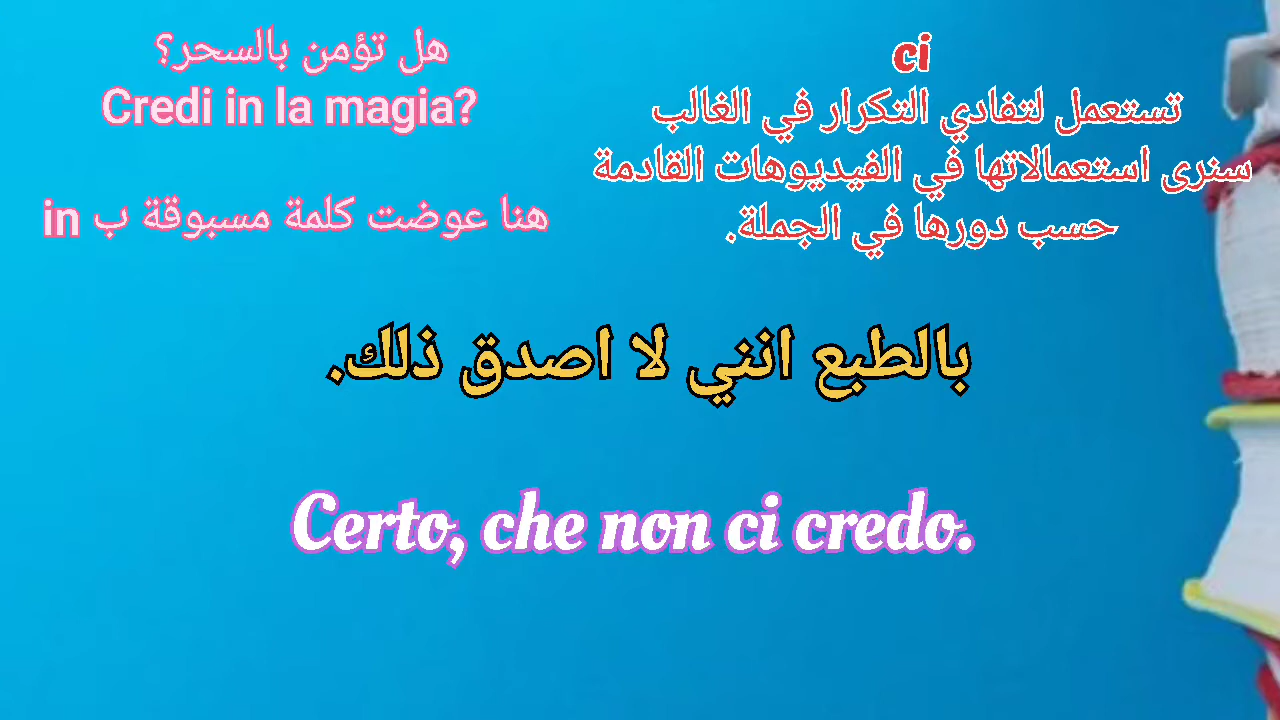 هل تؤمن بالسحر؟
Credi in la magia?
هنا عوضت كلمة مسبوقة ب in
ci
تستعمل لتفادي التكرار في الغالب
سنرى استعمالاتها في الفيديوهات القادمة
حسب دورها في الجملة.
بالطبع انني لا اصدق ذلك.
Certo, che non ci credo.